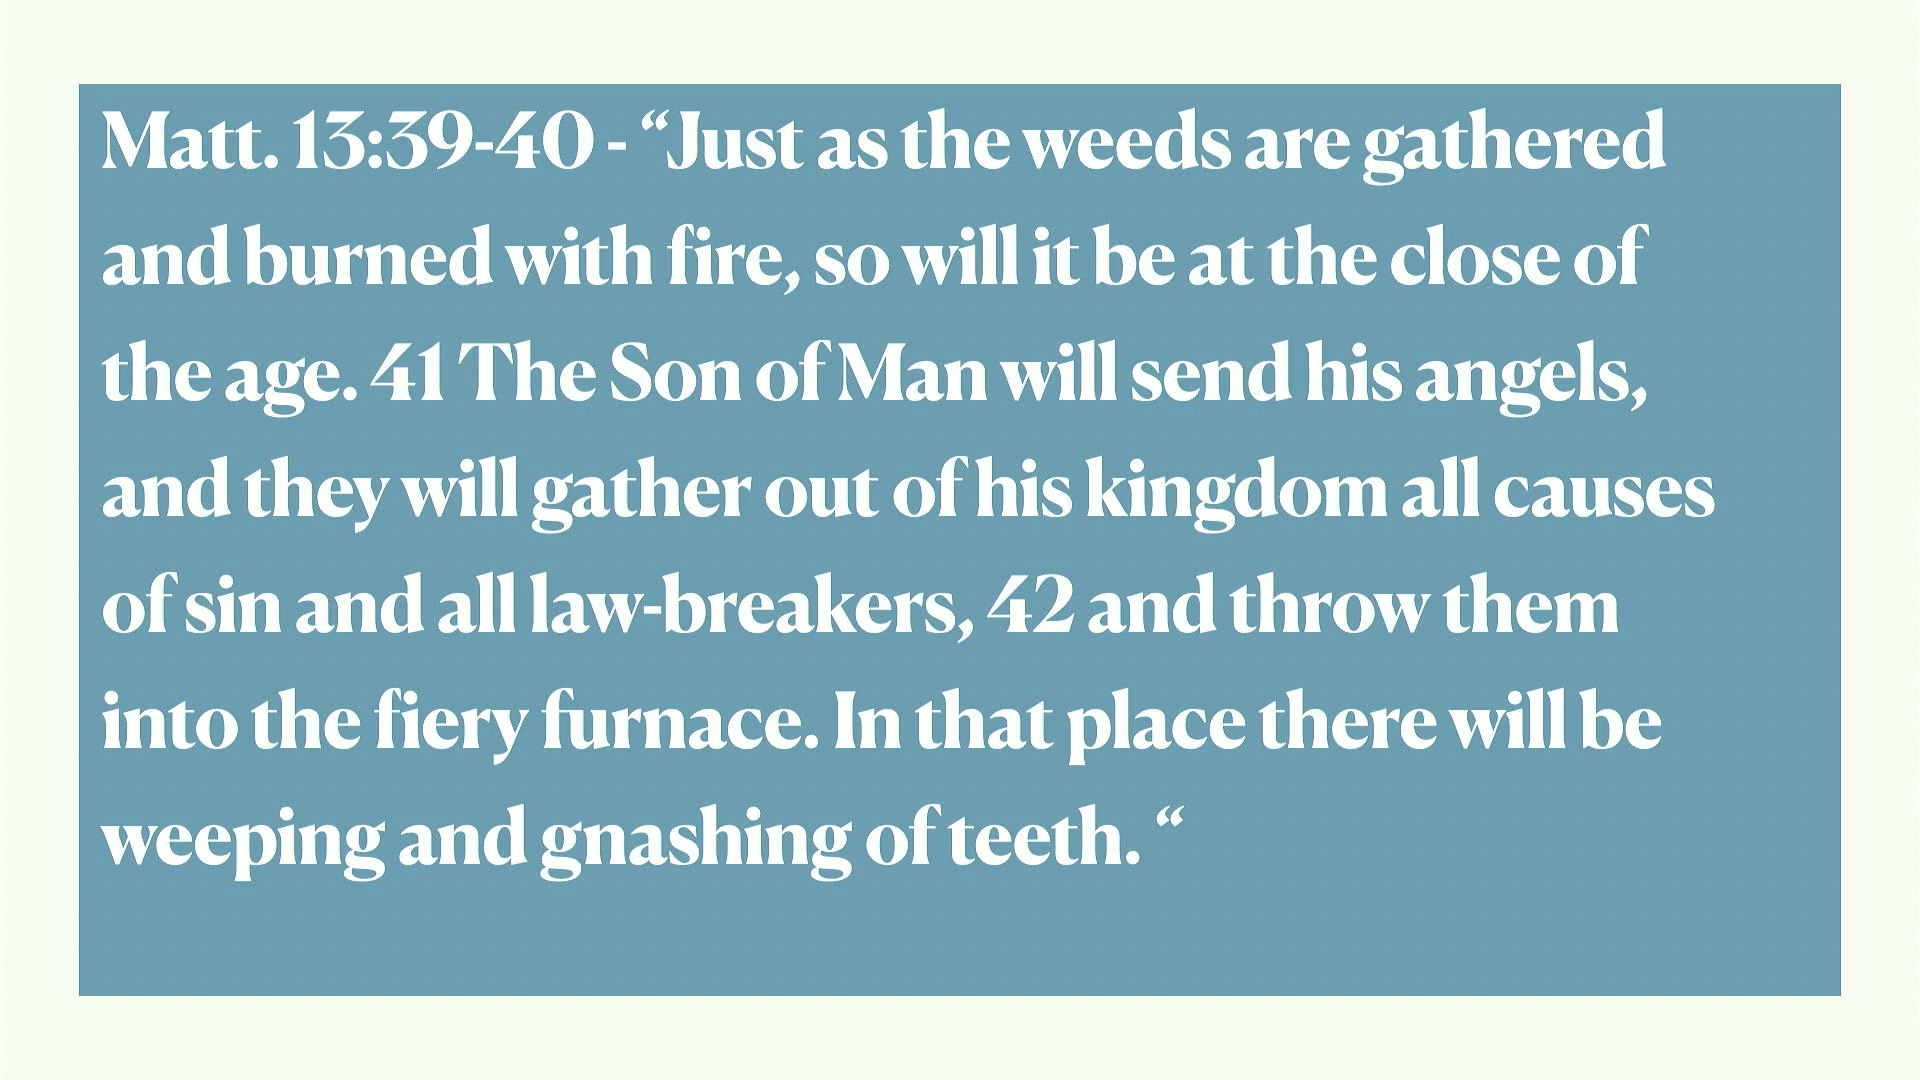 Matt. 13:39-40 - “Just as the weeds are gathered
and burned with fire, so will it be at the close of
the age. 41 The Son of Man will send his angels,
and they will gather out of his kingdom all causes
of sin and all law-breakers, 42 and throw them
into the fiery furnace. In that place there will be
weeping and gnashing of teeth. “